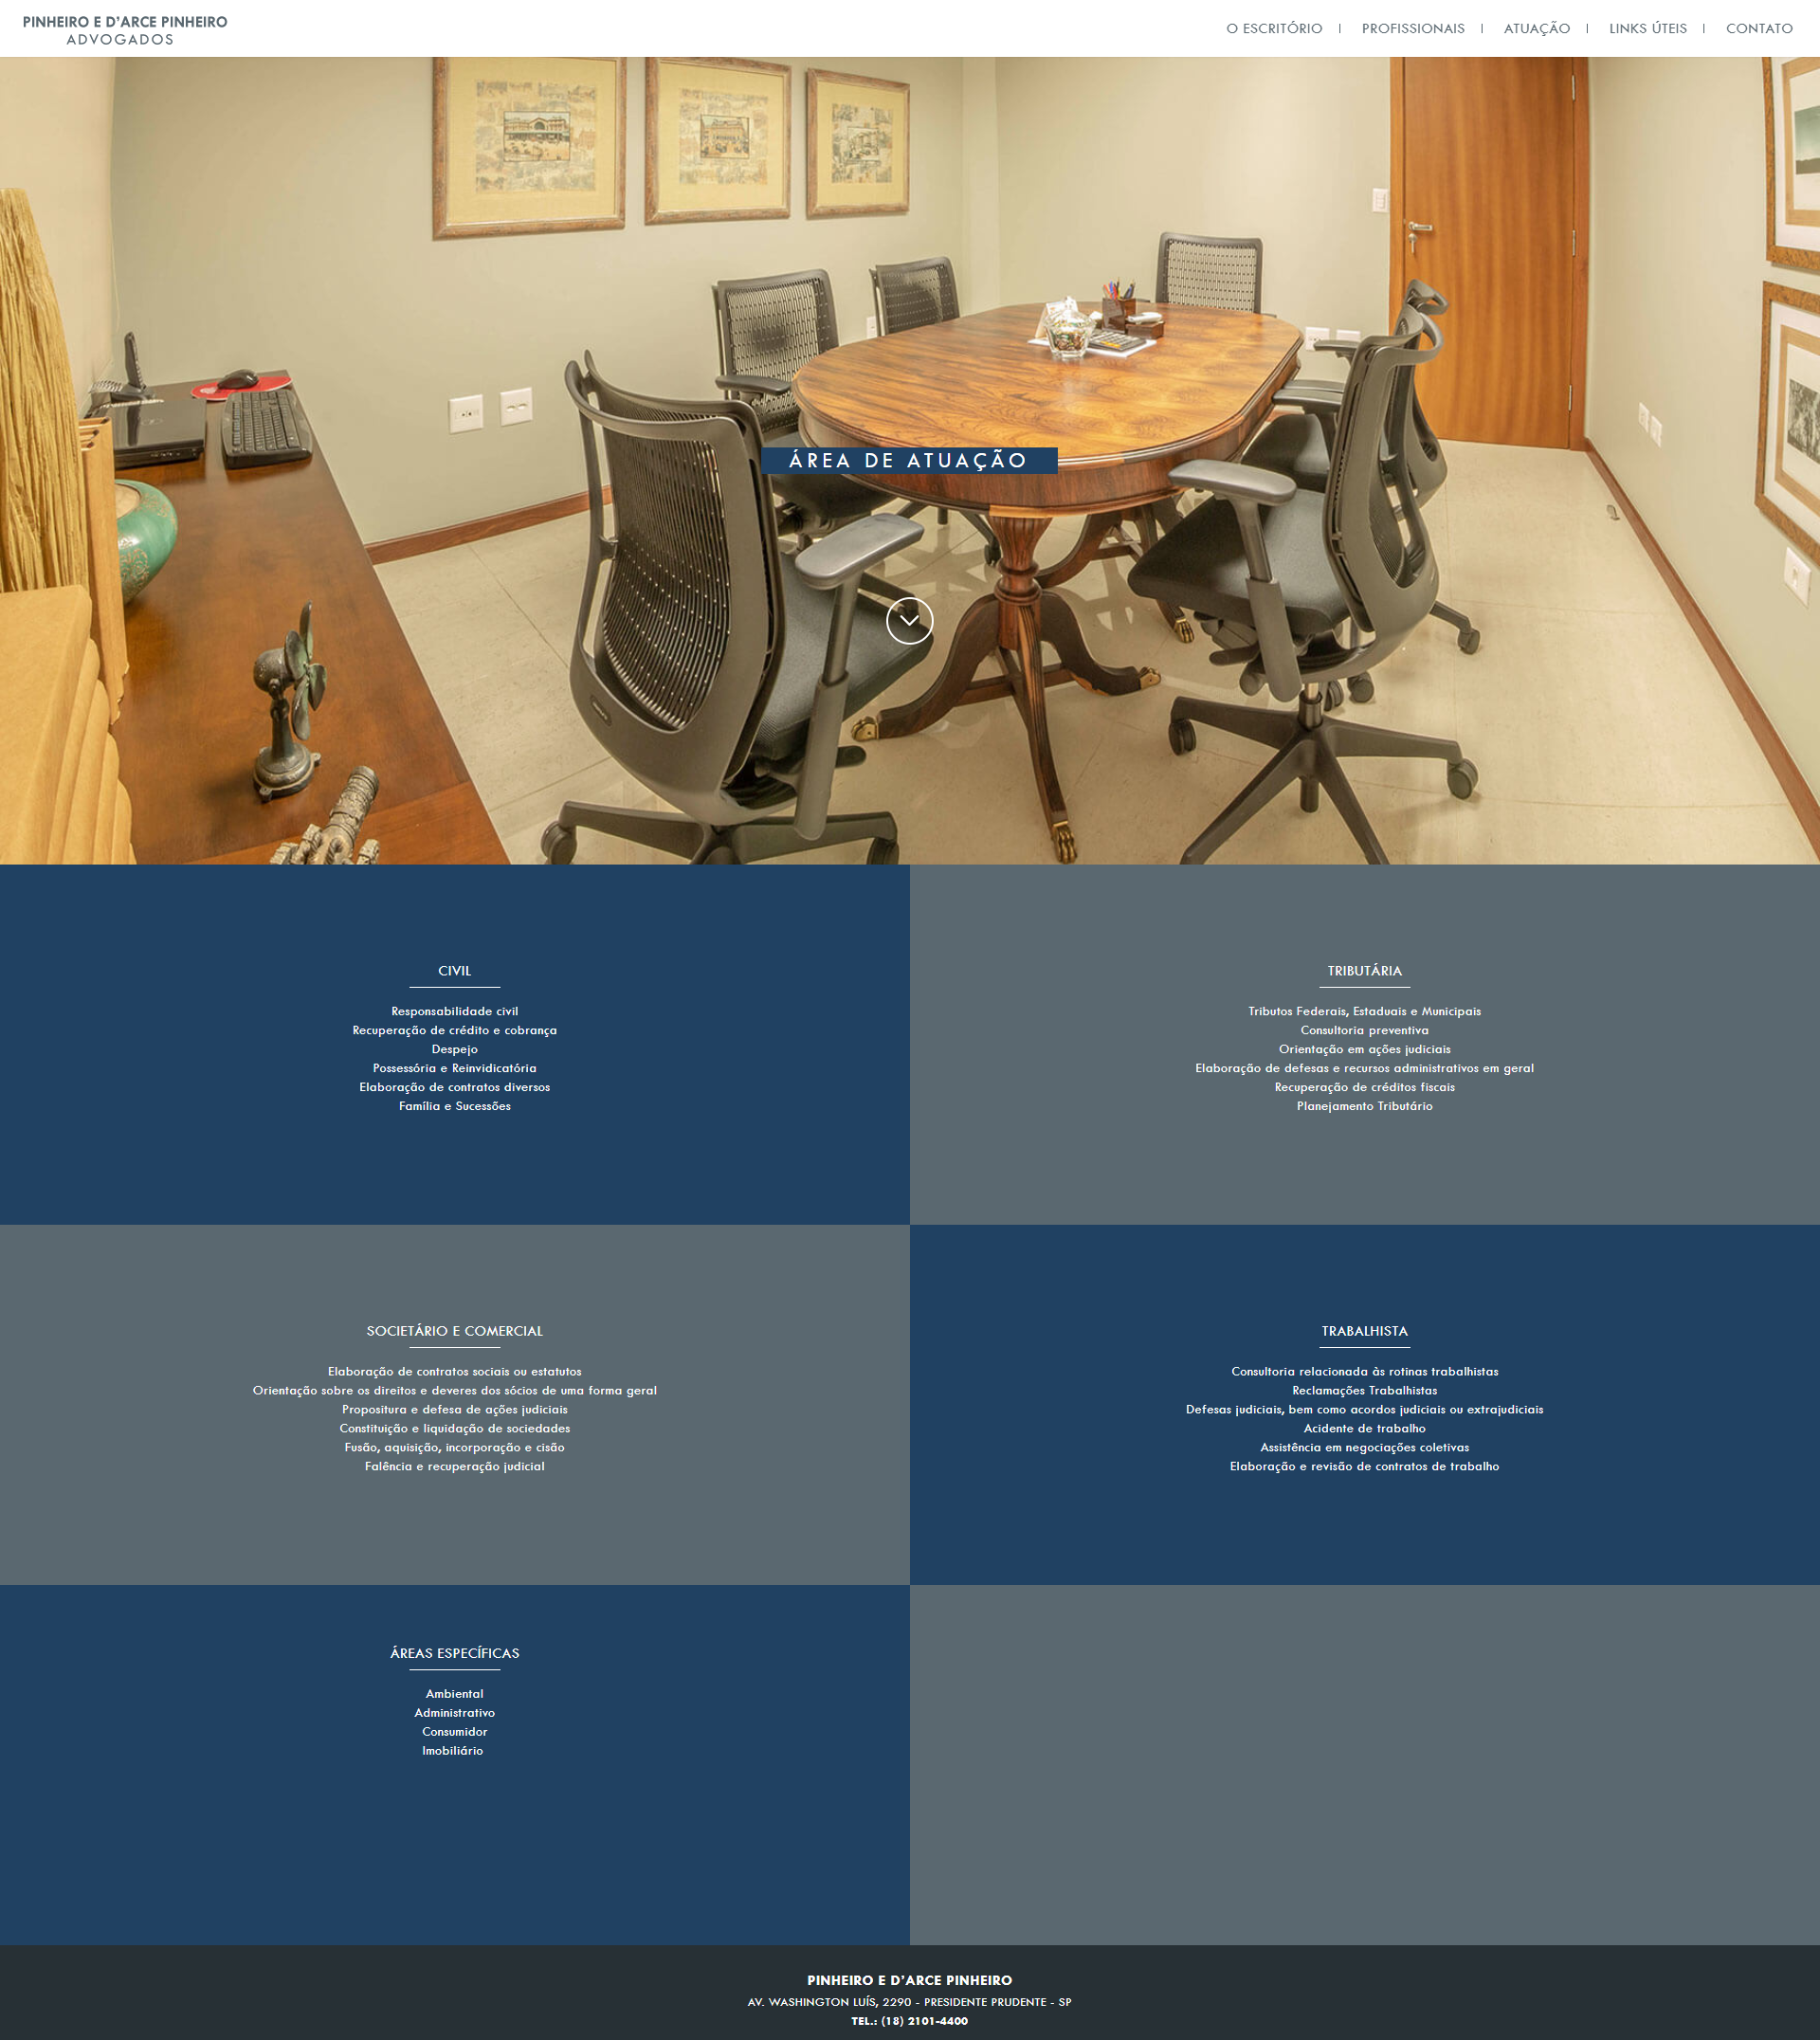 PINHEIRO E D'ARCE PINHEIRO
ADVOGADOS
O ESCRITÓRIO | PROFISSIONAIS | ATUAÇÃO | LINKS ÚTEIS | CONTATO
ÁREA DE ATUAÇÃO
CIVIL
Responsabilidade civil
Recuperação de crédito e cobrança
Despejo
Possessória e Reinvidicatória
Elaboração de contratos diversos
Família e Sucessões
TRIBUTÁRIA
Tributos Federais, Estaduais e Municipais
Consultoria preventiva
Orientação em ações judiciais
Elaboração de defesas e recursos administrativos em geral
Recuperação de créditos fiscais
Planejamento Tributário
SOCIETÁRIO E COMERCIAL
Elaboração de contratos sociais ou estatutos
Orientação sobre os direitos e deveres dos sócios de uma forma geral
Propositura e defesa de ações judiciais
Constituição e liquidação de sociedades
Fusão, aquisição, incorporação e cisão
Falência e recuperação judicial
TRABALHISTA
Consultoria relacionada às rotinas trabalhistas
Reclamações Trabalhistas
Defesas judiciais, bem como acordos judiciais ou extrajudiciais
Acidente de trabalho
Assistência em negociações coletivas
Elaboração e revisão de contratos de trabalho
ÁREAS ESPECÍFICAS
Ambiental
Administrativo
Consumidor
Imobiliário
PINHEIRO E D'ARCE PINHEIRO
AV. WASHINGTON LUÍS, 2290 - PRESIDENTE PRUDENTE - SP
TEL.: (18) 2101-4400